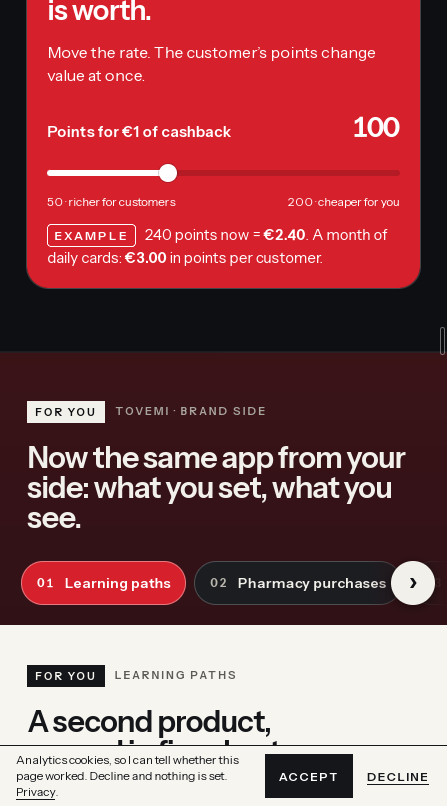 is worth.
Move the rate. The customer’s points change
value at once.
Points for €1 of cashback 100
50 · richer for customers 200 · cheaper for you
EXAMPLE 240 points now = €2.40. A month of
daily cards: €3.00 in points per customer.
FOR YOU TOVEMI · BRAND SIDE
Now the same app from your
side: what you set, what you
see.
01 Learning paths 02 Pharmacy purchases ›
FOR YOU LEARNING PATHS
A second product,
Analytics cookies, so I can tell whether this
page worked. Decline and nothing is set.
Privacy.
ACCEPT DECLINE